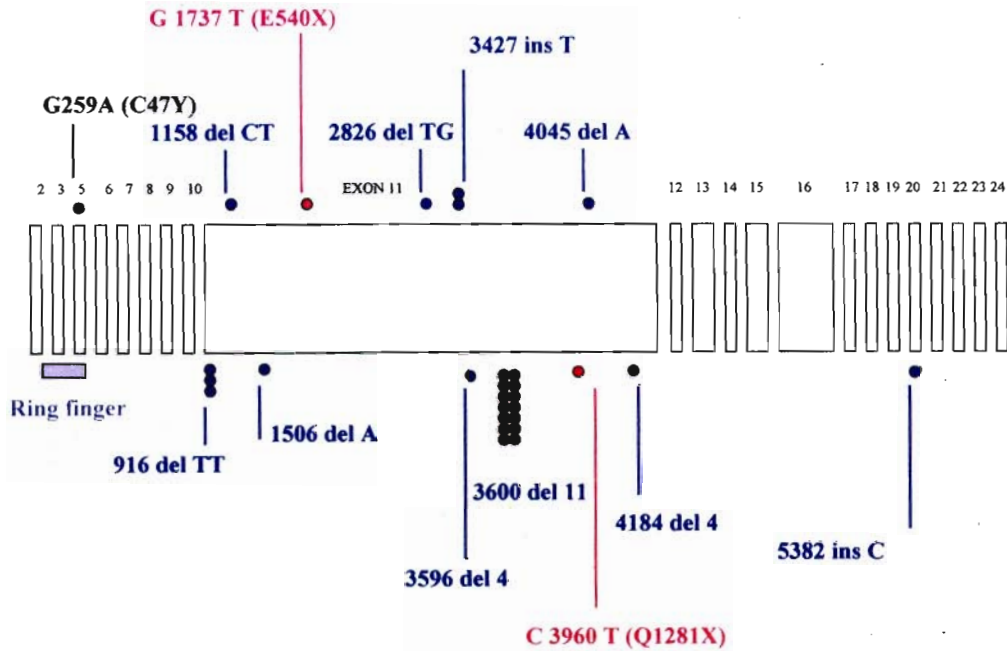 G 1737 T (E540X)
3427 ins T
G259A (C47Y)
1158 del CT
2826 del TG
4045 del A
2 3 5 6 7 8 9 10 EXON 11 12 13 14 15 16 17 18 19 20 21 22 23 24
Ring finger
1506 del A
916 del TT
3600 del 11
4184 del 4
5382 ins C
3596 del 4
C 3960 T (Q1281X)